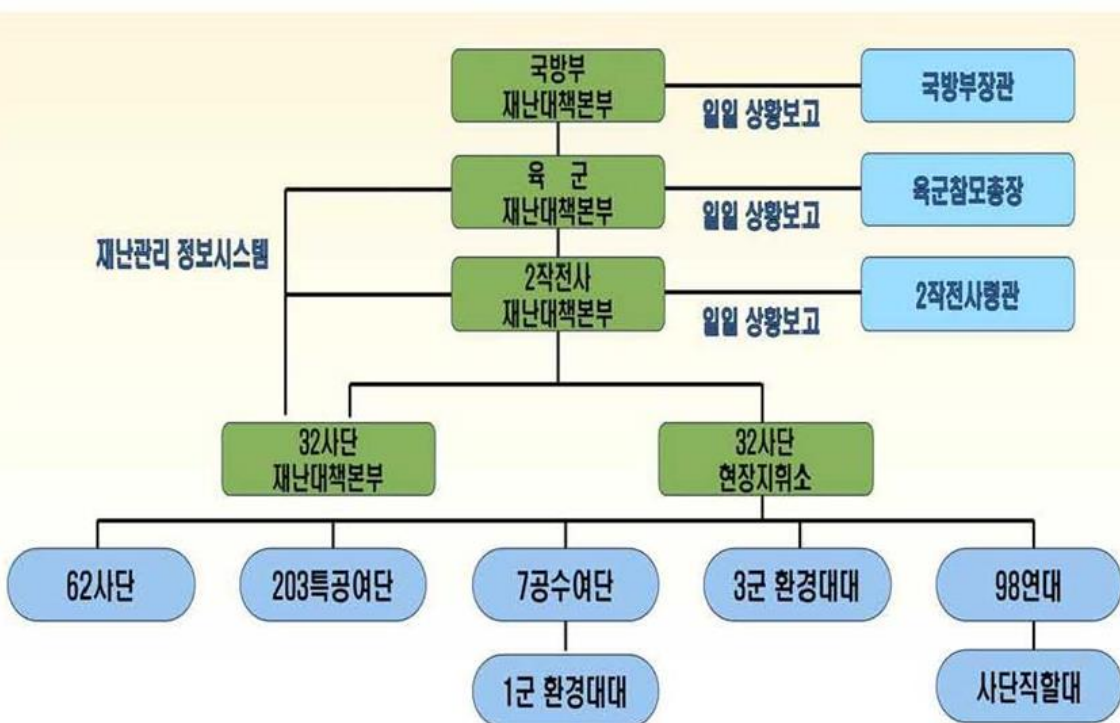 국방부
재난대책본부
국방부장관
일일 상황보고
육 군
재난대책본부
육군참모총장
일일 상황보고
재난관리 정보시스템
2작전사
재난대책본부
2작전사령관
일일 상황보고
32사단
재난대책본부
32사단
현장지휘소
62사단
203특공여단
7공수여단
3군 환경대대
98연대
1군 환경대대
사단직할대